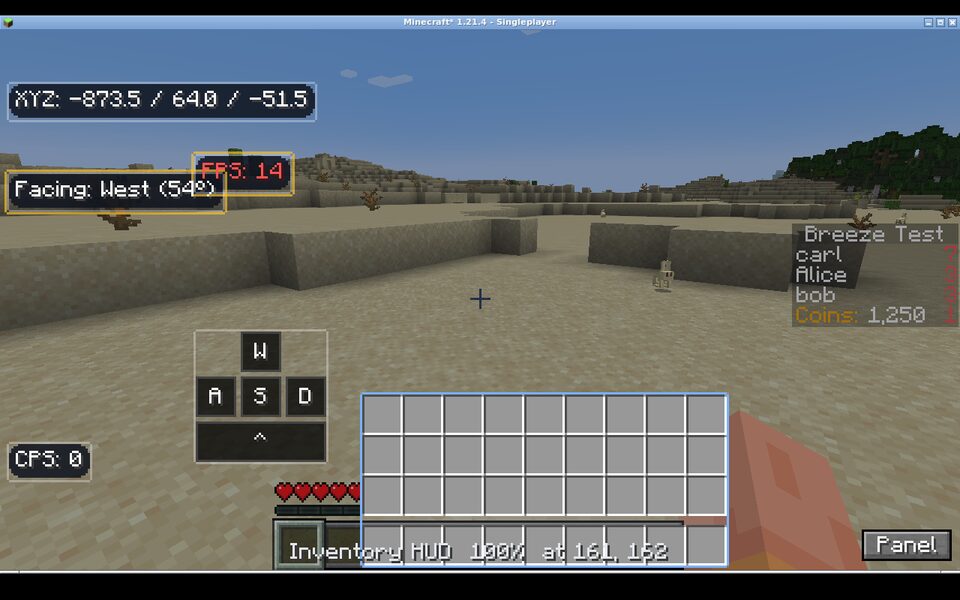 Minecraft* 1.21.4 - Singleplayer
XYZ: -873.5 / 64.0 / -51.5
FPS: 14
Facing: West (54°)
Breeze Test
carl
Alice
bob
Coins: 1,250
W
A S D
^
CPS: 0
Inventory HUD 100% at 161, 162
Panel